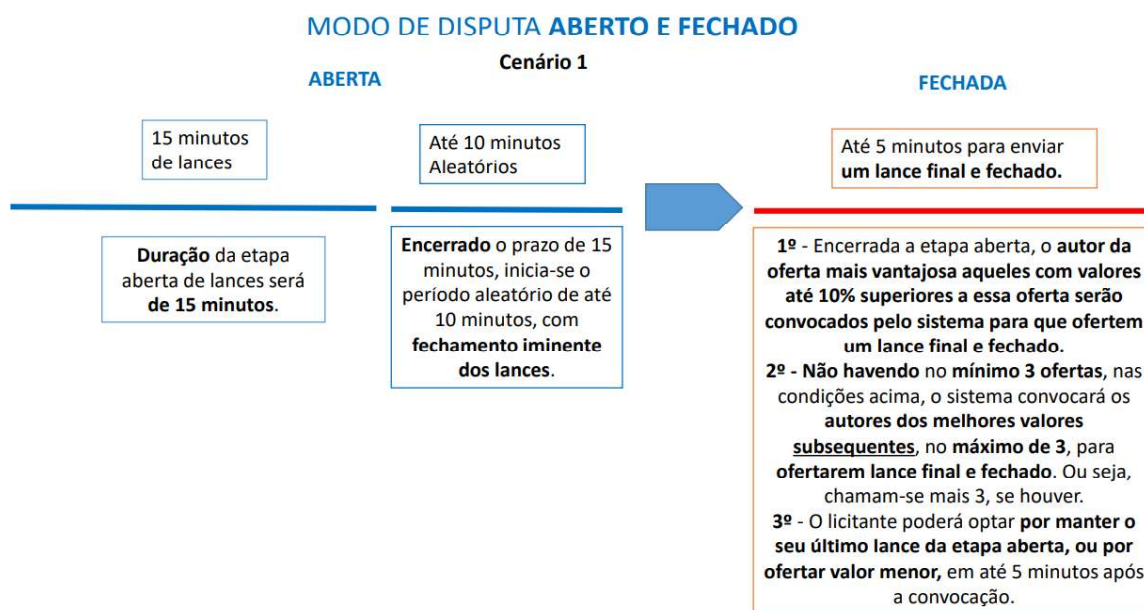 MODO DE DISPUTA ABERTO E FECHADO
Cenário 1
ABERTA
FECHADA
15 minutos
de lances
Até 10 minutos
Aleatórios
Até 5 minutos para enviar
um lance final e fechado.
Duração da etapa
aberta de lances será
de 15 minutos.
Encerrado o prazo de 15
minutos, inicia-se o
período aleatório de até
10 minutos, com
fechamento iminente
dos lances.
1º - Encerrada a etapa aberta, o autor da
oferta mais vantajosa aqueles com valores
até 10% superiores a essa oferta serão
convocados pelo sistema para que ofertem
um lance final e fechado.
2º - Não havendo no mínimo 3 ofertas, nas
condições acima, o sistema convocará os
autores dos melhores valores
subsequentes, no máximo de 3, para
ofertarem lance final e fechado. Ou seja,
chamam-se mais 3, se houver.
3º - O licitante poderá optar por manter o
seu último lance da etapa aberta, ou por
ofertar valor menor, em até 5 minutos após
a convocação.